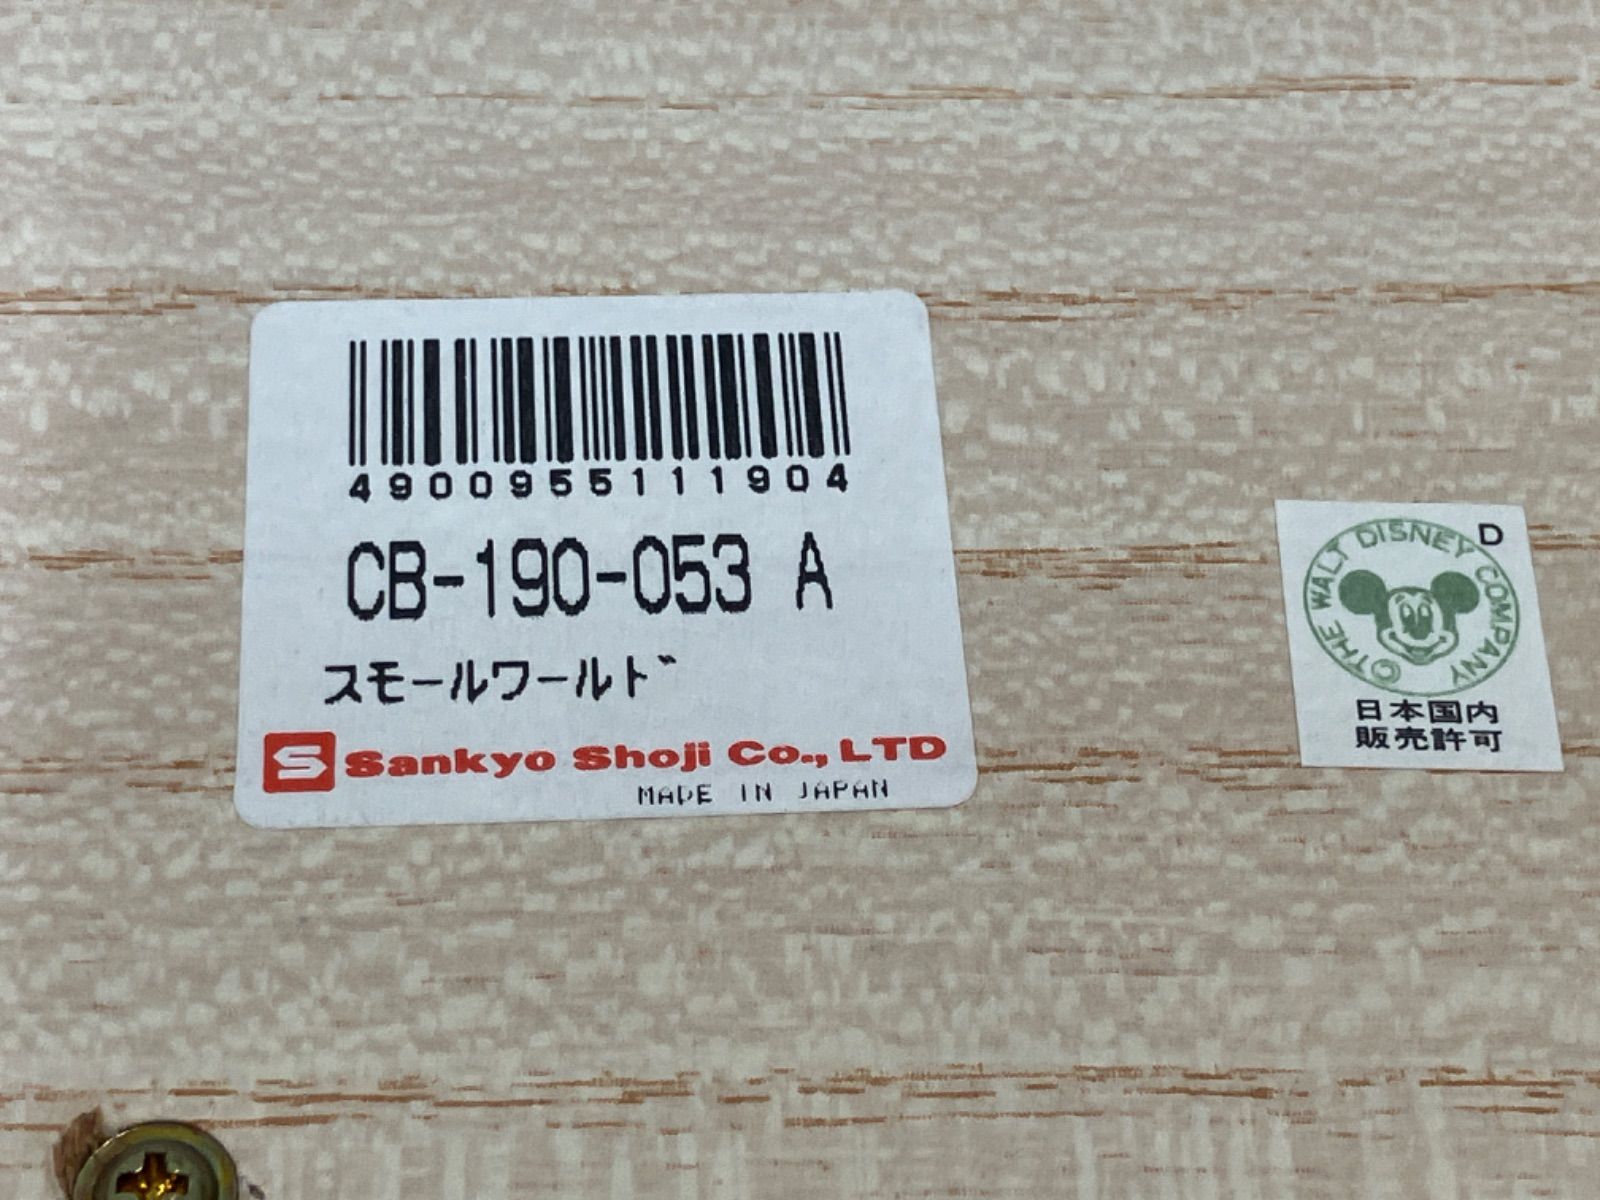 4900955111904
CB-190-053 A
スモールワールド
S Sankyo Shoji Co., LTD
MADE IN JAPAN
D
©THE WALT DISNEY COMPANY
日本国内
販売許可